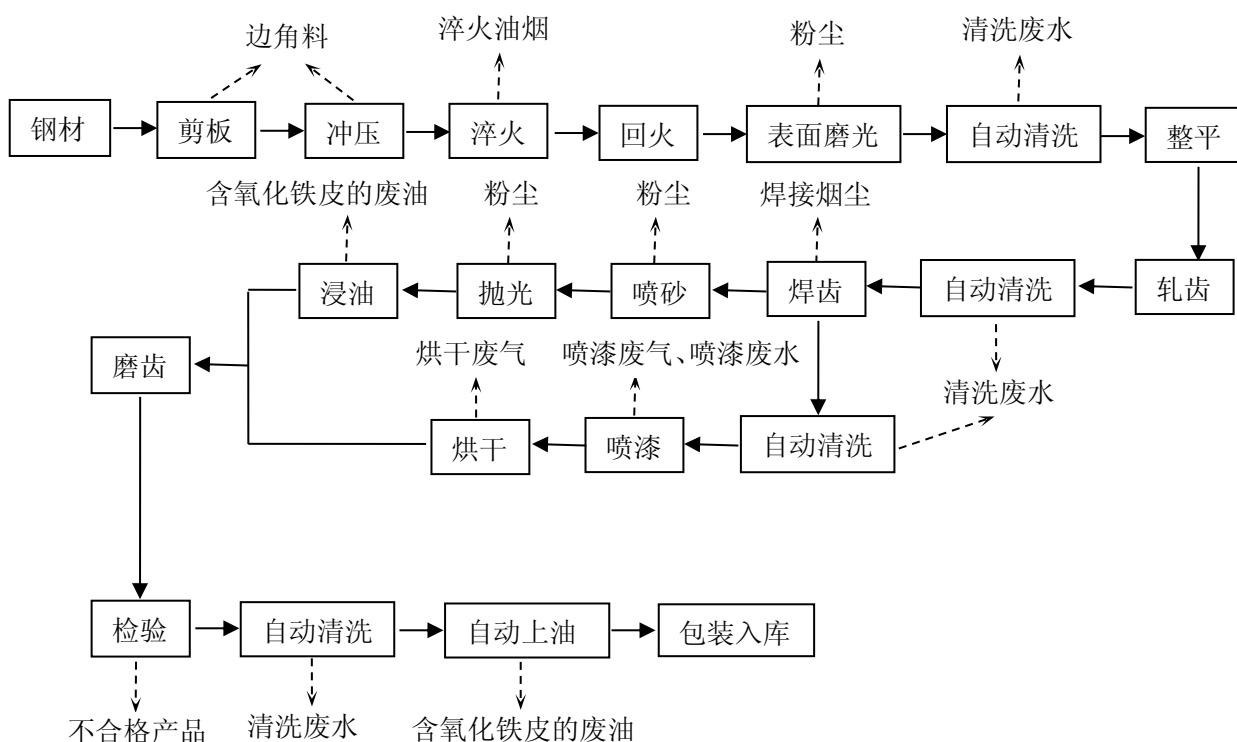 边角料 淬火油烟 粉尘 清洗废水
钢材 剪板 冲压 淬火 回火 表面磨光 自动清洗 整平
含氧化铁皮的废油 粉尘 粉尘 焊接烟尘
浸油 抛光 喷砂 焊齿 自动清洗 轧齿
烘干废气 喷漆废气、喷漆废水
磨齿
清洗废水
烘干 喷漆 自动清洗
检验 自动清洗 自动上油 包装入库
不合格产品 清洗废水 含氧化铁皮的废油